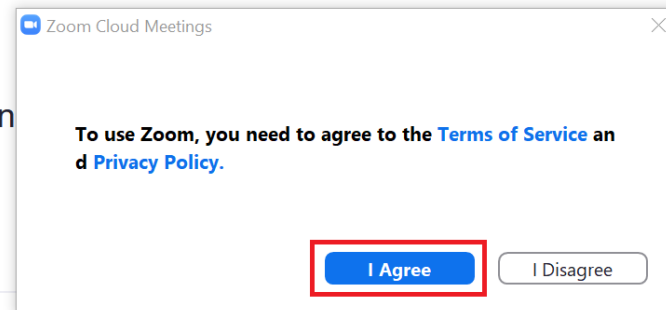 Zoom Cloud Meetings
n
To use Zoom, you need to agree to the Terms of Service an
d Privacy Policy.
I Agree
I Disagree